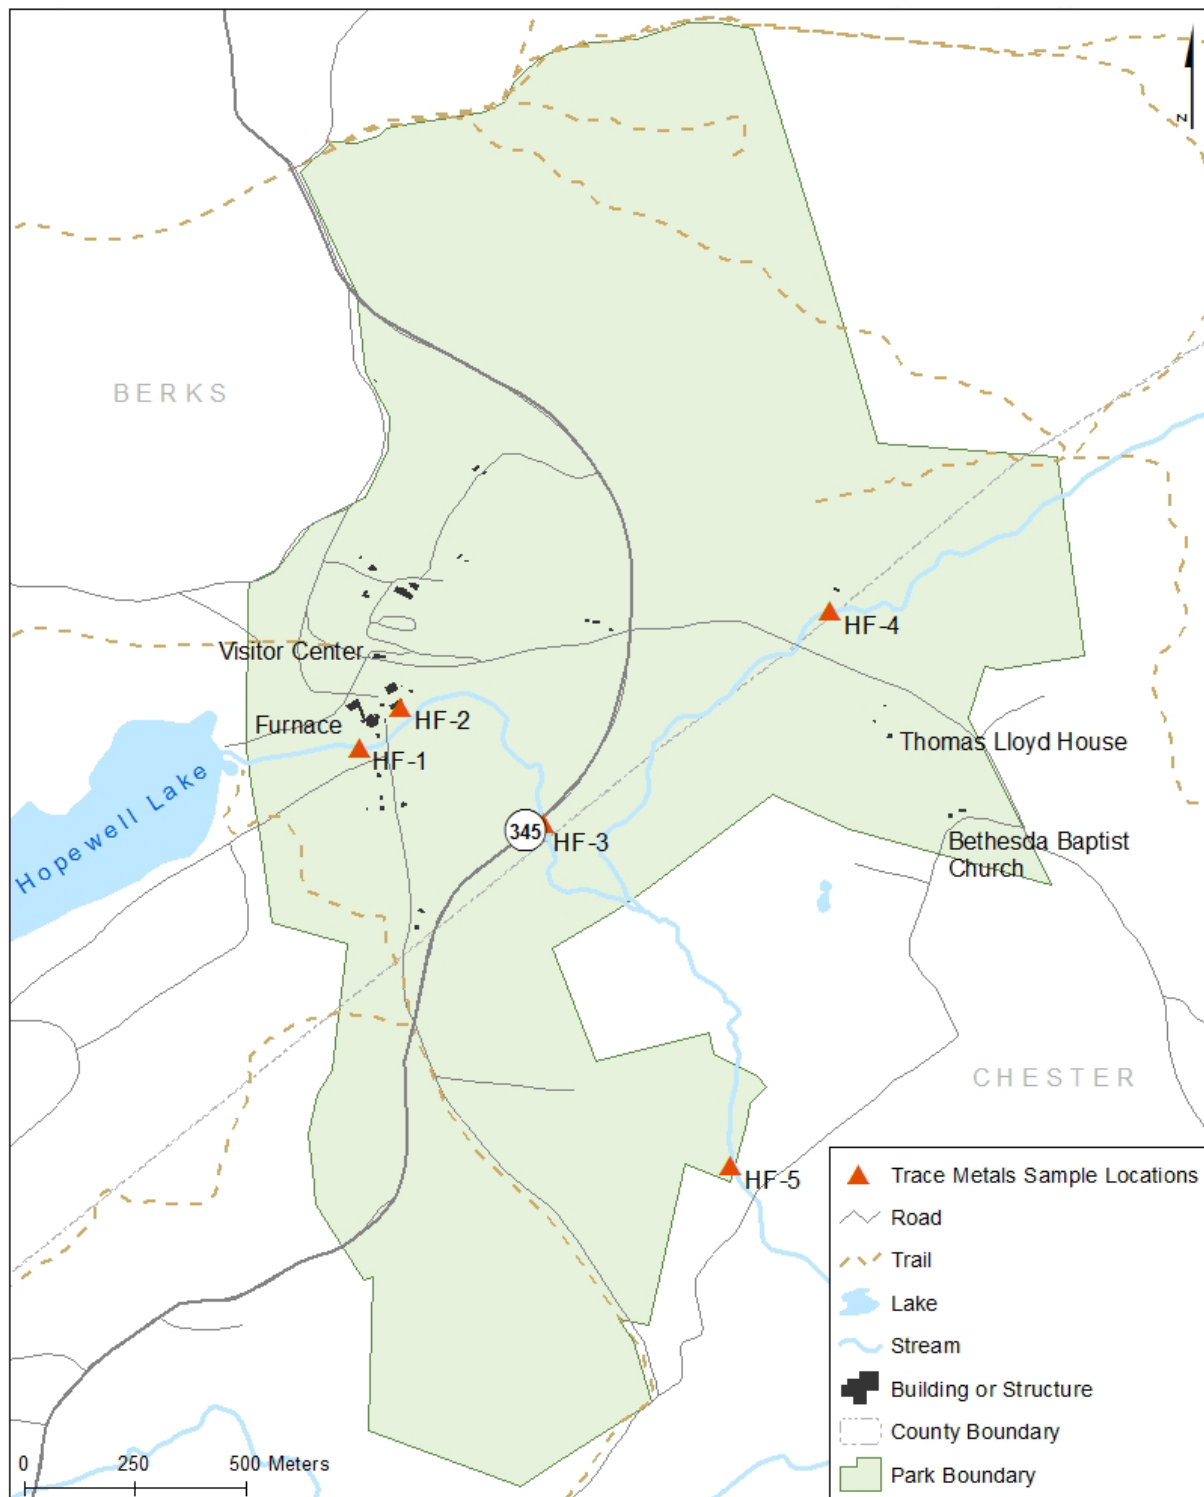 N
BERKS
HF-4
Visitor Center
Furnace
HF-2
HF-1
Thomas Lloyd House
Hopewell Lake
345
HF-3
Bethesda Baptist
Church
CHESTER
HF-5
Trace Metals Sample Locations
Road
Trail
Lake
Stream
Building or Structure
County Boundary
Park Boundary
0 250 500 Meters